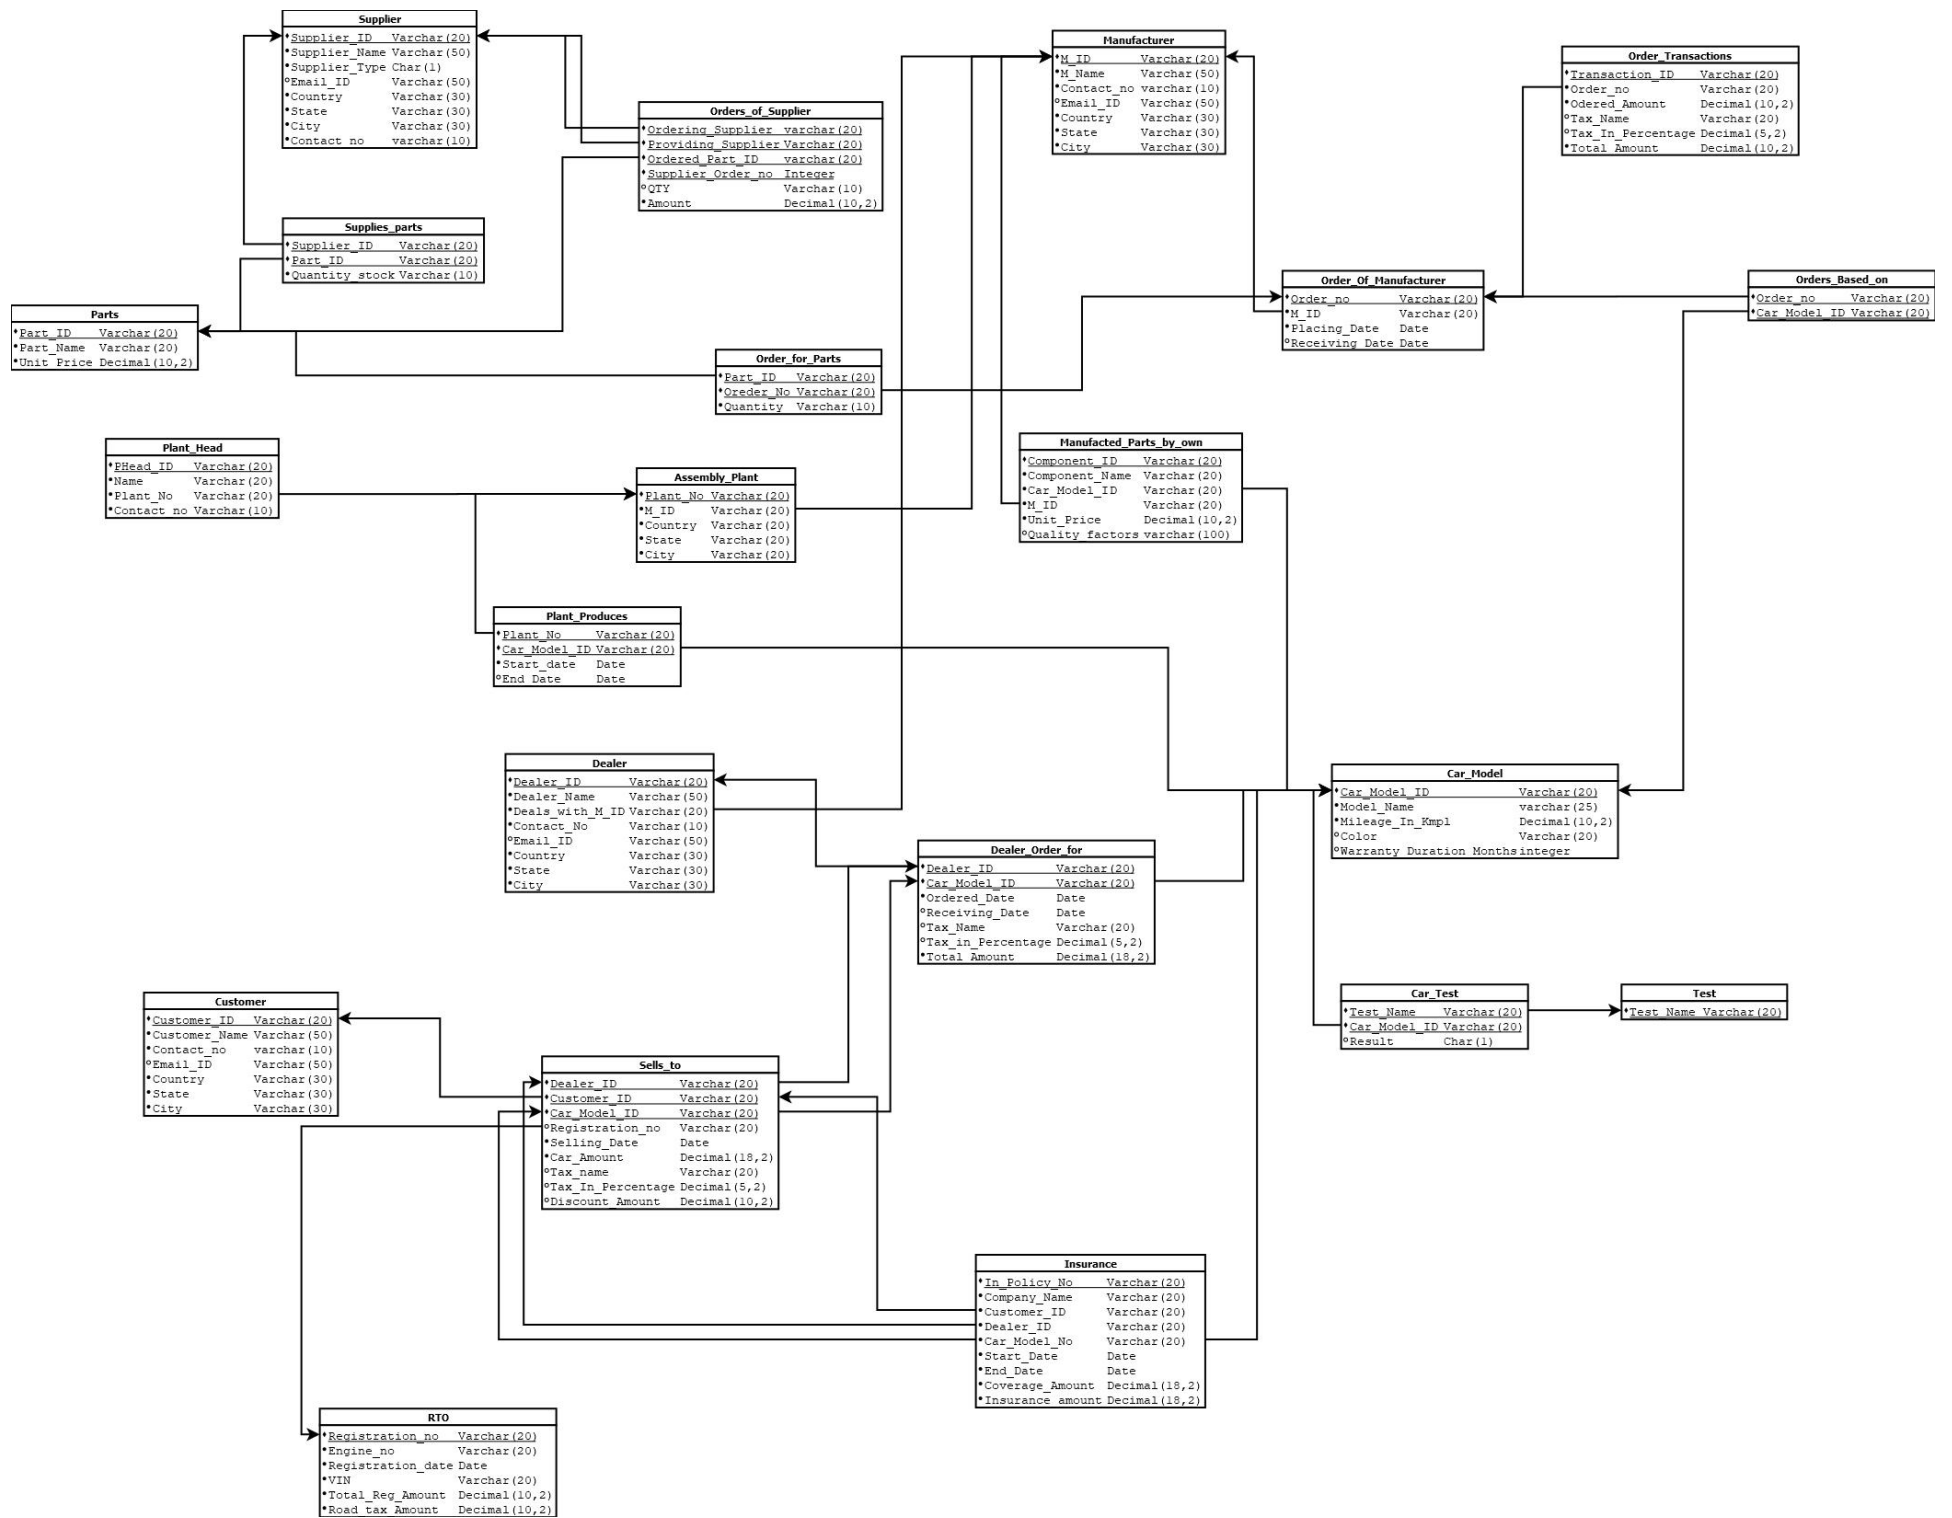 Supplier
Supplier_ID Varchar(20)
Supplier_Name Varchar(50)
Supplier_Type Char(1)
Email_ID Varchar(50)
Country Varchar(30)
State Varchar(30)
City Varchar(30)
Contact_no varchar(10)
Manufacturer
M_ID Varchar(20)
M_Name Varchar(50)
Contact_no varchar(10)
Email_ID Varchar(50)
Country Varchar(30)
State Varchar(30)
City Varchar(30)
Order_Transactions
Transaction_ID Varchar(20)
Order_no Varchar(20)
Odered_Amount Decimal(10,2)
Tax_Name Varchar(20)
Tax_In_Percentage Decimal(5,2)
Total_Amount Decimal(10,2)
Orders_of_Supplier
Ordering_Supplier varchar(20)
Providing_Supplier Varchar(20)
Ordered_Part_ID varchar(20)
Supplier_Order_no Integer
QTY Varchar(10)
Amount Decimal(10,2)
Supplies_parts
Supplier_ID Varchar(20)
Part_ID Varchar(20)
Quantity_stock Varchar(10)
Order_Of_Manufacturer
Order_no Varchar(20)
M_ID Varchar(20)
Placing_Date Date
Receiving_Date Date
Orders_Based_on
Order_no Varchar(20)
Car_Model_ID Varchar(20)
Parts
Part_ID Varchar(20)
Part_Name Varchar(20)
Unit_Price Decimal(10,2)
Order_for_Parts
Part_ID Varchar(20)
Oreder_No Varchar(20)
Quantity Varchar(10)
Plant_Head
PHead_ID Varchar(20)
Name Varchar(20)
Plant_No Varchar(20)
Contact_no Varchar(10)
Assembly_Plant
Plant_No Varchar(20)
M_ID Varchar(20)
Country Varchar(20)
State Varchar(20)
City Varchar(20)
Manufacted_Parts_by_own
Component_ID Varchar(20)
Component_Name Varchar(20)
Car_Model_ID Varchar(20)
M_ID Varchar(20)
Unit_Price Decimal(10,2)
Quality_factors varchar(100)
Plant_Produces
Plant_No Varchar(20)
Car_Model_ID Varchar(20)
Start_date Date
End_Date Date
Dealer
Dealer_ID Varchar(20)
Dealer_Name Varchar(50)
Deals_with_M_ID Varchar(20)
Contact_No Varchar(10)
Email_ID Varchar(50)
Country Varchar(30)
State Varchar(30)
City Varchar(30)
Car_Model
Car_Model_ID Varchar(20)
Model_Name varchar(25)
Mileage_In_Kmpl Decimal(10,2)
Color Varchar(20)
Warranty_Duration_Months integer
Dealer_Order_for
Dealer_ID Varchar(20)
Car_Model_ID Varchar(20)
Ordered_Date Date
Receiving_Date Date
Tax_Name Varchar(20)
Tax_in_Percentage Decimal(5,2)
Total_Amount Decimal(18,2)
Customer
Customer_ID Varchar(20)
Customer_Name Varchar(50)
Contact_no varchar(10)
Email_ID Varchar(50)
Country Varchar(30)
State Varchar(30)
City Varchar(30)
Car_Test
Test_Name Varchar(20)
Car_Model_ID Varchar(20)
Result Char(1)
Test
Test_Name Varchar(20)
Sells_to
Dealer_ID Varchar(20)
Customer_ID Varchar(20)
Car_Model_ID Varchar(20)
Registration_no Varchar(20)
Selling_Date Date
Car_Amount Decimal(18,2)
Tax_name Varchar(20)
Tax_In_Percentage Decimal(5,2)
Discount_Amount Decimal(10,2)
Insurance
In_Policy_No Varchar(20)
Company_Name Varchar(20)
Customer_ID Varchar(20)
Dealer_ID Varchar(20)
Car_Model_No Varchar(20)
Start_Date Date
End_Date Date
Coverage_Amount Decimal(18,2)
Insurance_amount Decimal(18,2)
RTO
Registration_no Varchar(20)
Engine_no Varchar(20)
Registration_date Date
VIN Varchar(20)
Total_Reg_Amount Decimal(10,2)
Road_tax_Amount Decimal(10,2)